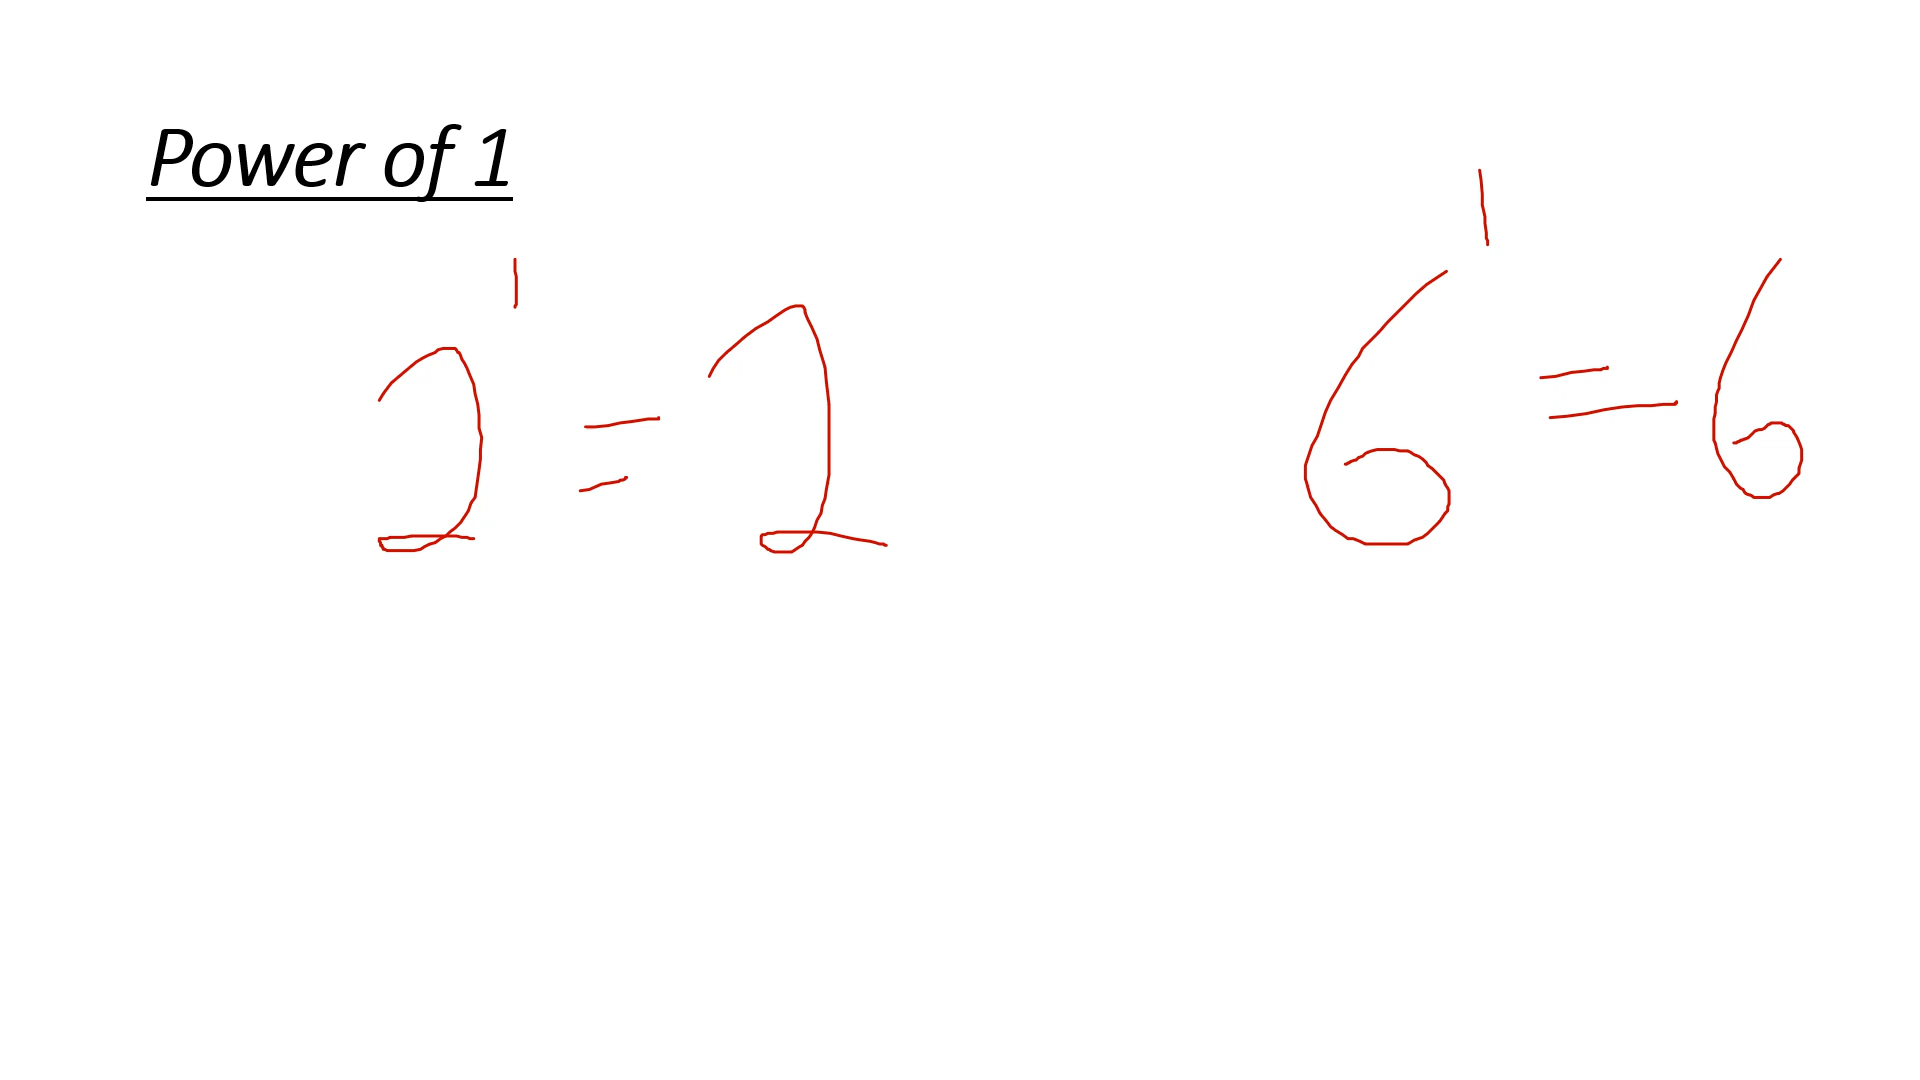 Power of 1
2¹ = 2
6¹ = 6